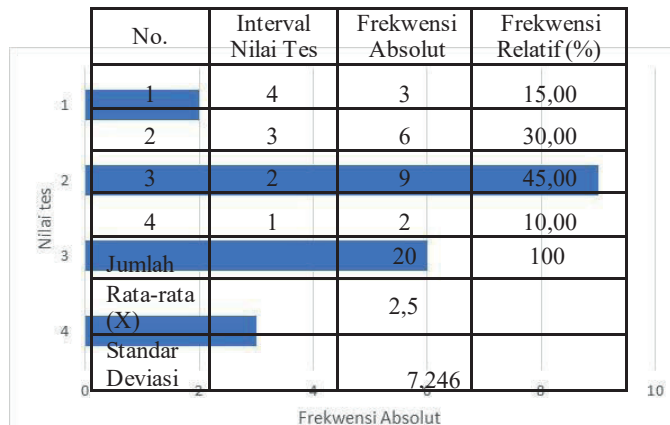 No. Interval Nilai Tes Frekwensi Absolut Frekwensi Relatif (%)
1 4 3 15,00
2 3 6 30,00
3 2 9 45,00
4 1 2 10,00
Jumlah 20 100
Rata-rata (X) 2,5
Standar Deviasi 7,246
Nilai tes
1
2
3
4
0 2 4 6 8 10
Frekwensi Absolut